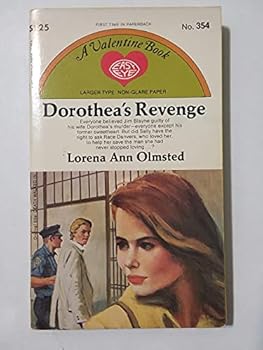 FIRST TIME IN PAPERBACK
$1.25
No. 354
A Valentine Book
EASY
EYE
LARGER TYPE NON-GLARE PAPER
Dorothea's Revenge
Everyone believed Jim Blayne guilty of
his wife Dorothea's murder—everyone except his
former sweetheart. But did Sally have the
right to ask Race Danvers, who loved her,
to help her save the man she had
never stopped loving...?
Lorena Ann Olmsted